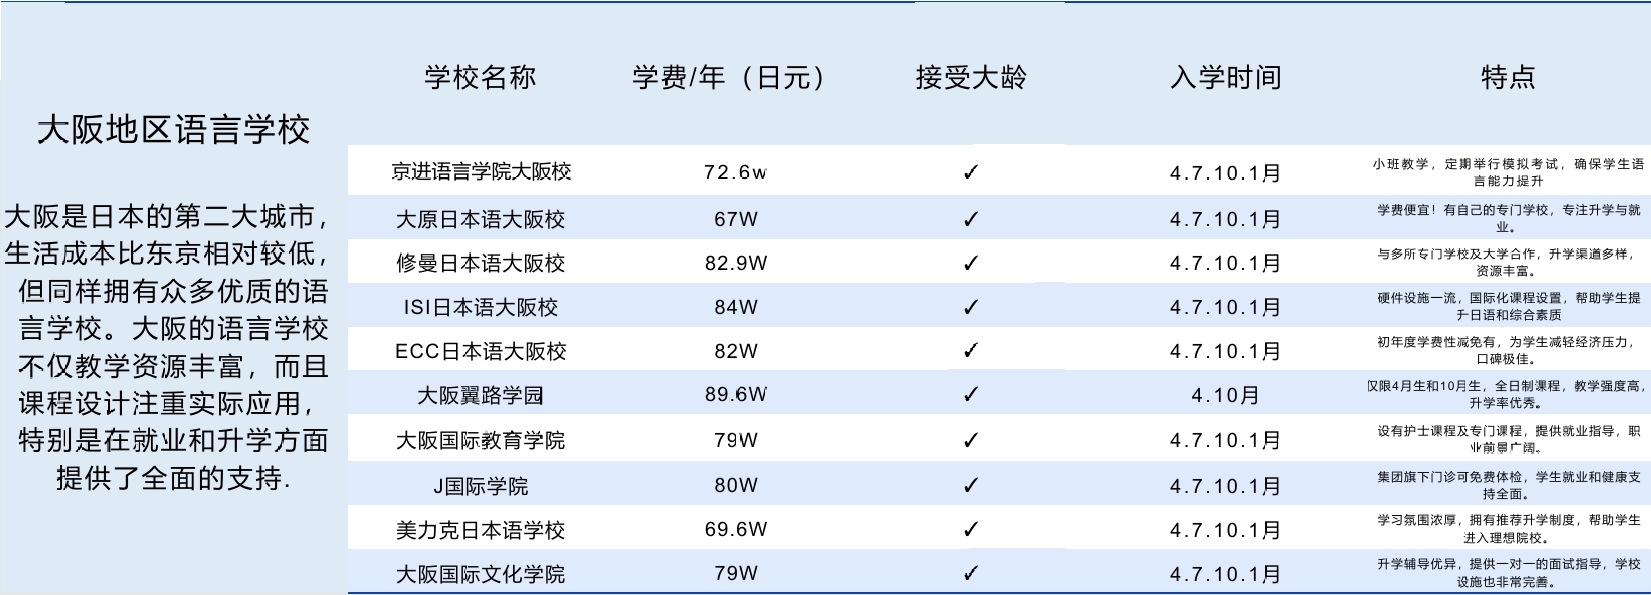 大阪地区语言学校
大阪是日本的第二大城市，
生活成本比东京相对较低，
但同样拥有众多优质的语
言学校。大阪的语言学校
不仅教学资源丰富，而且
课程设计注重实际应用，
特别是在就业和升学方面
提供了全面的支持.
学校名称 学费/年（日元） 接受大龄 入学时间 特点
京进语言学院大阪校 72.6w ✓ 4.7.10.1月 小班教学，定期举行模拟考试，确保学生语
言能力提升
大原日本语大阪校 67W ✓ 4.7.10.1月 学费便宜！有自己的专门学校，专注升学与就
业。
修曼日本语大阪校 82.9W ✓ 4.7.10.1月 与多所专门学校及大学合作，升学渠道多样，
资源丰富。
ISI日本语大阪校 84W ✓ 4.7.10.1月 硬件设施一流，国际化课程设置，帮助学生提
升日语和综合素质
ECC日本语大阪校 82W ✓ 4.7.10.1月 初年度学费性减免有，为学生减轻经济压力，
口碑极佳。
大阪翼路学园 89.6W ✓ 4.10月 仅限4月生和10月生，全日制课程，教学强度高，
升学率优秀。
大阪国际教育学院 79W ✓ 4.7.10.1月 设有护士课程及专门课程，提供就业指导，职
业前景广阔。
J国际学院 80W ✓ 4.7.10.1月 集团旗下门诊可免费体检，学生就业和健康支
持全面。
美力克日本语学校 69.6W ✓ 4.7.10.1月 学习氛围浓厚，拥有推荐升学制度，帮助学生
进入理想院校。
大阪国际文化学院 79W ✓ 4.7.10.1月 升学辅导优异，提供一对一的面试指导，学校
设施也非常完善。